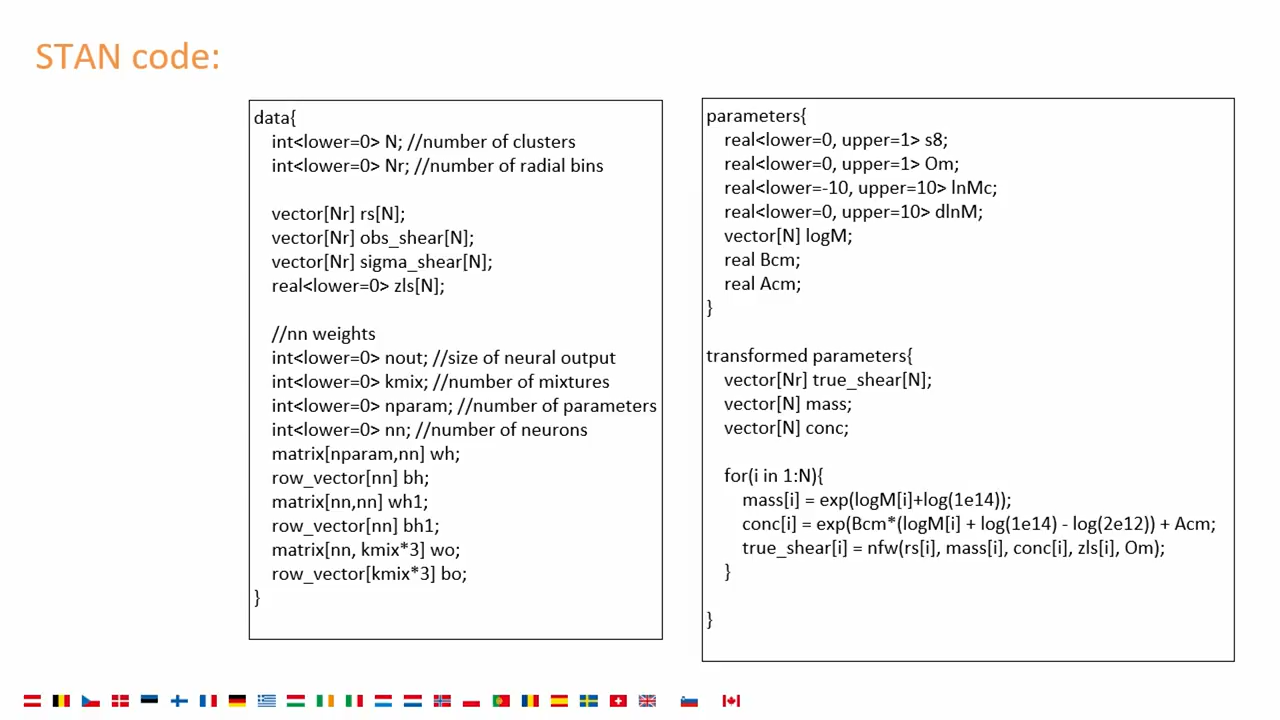 STAN code:
data{
int<lower=0> N; //number of clusters
int<lower=0> Nr; //number of radial bins
vector[Nr] rs[N];
vector[Nr] obs_shear[N];
vector[Nr] sigma_shear[N];
real<lower=0> zls[N];
//nn weights
int<lower=0> nout; //size of neural output
int<lower=0> kmix; //number of mixtures
int<lower=0> nparam; //number of parameters
int<lower=0> nn; //number of neurons
matrix[nparam,nn] wh;
row_vector[nn] bh;
matrix[nn,nn] wh1;
row_vector[nn] bh1;
matrix[nn, kmix*3] wo;
row_vector[kmix*3] bo;
}
parameters{
real<lower=0, upper=1> s8;
real<lower=0, upper=1> Om;
real<lower=-10, upper=10> lnMc;
real<lower=0, upper=10> dlnM;
vector[N] logM;
real Bcm;
real Acm;
}
transformed parameters{
vector[Nr] true_shear[N];
vector[N] mass;
vector[N] conc;
for(i in 1:N){
mass[i] = exp(logM[i]+log(1e14));
conc[i] = exp(Bcm*(logM[i] + log(1e14) - log(2e12)) + Acm;
true_shear[i] = nfw(rs[i], mass[i], conc[i], zls[i], Om);
}
}